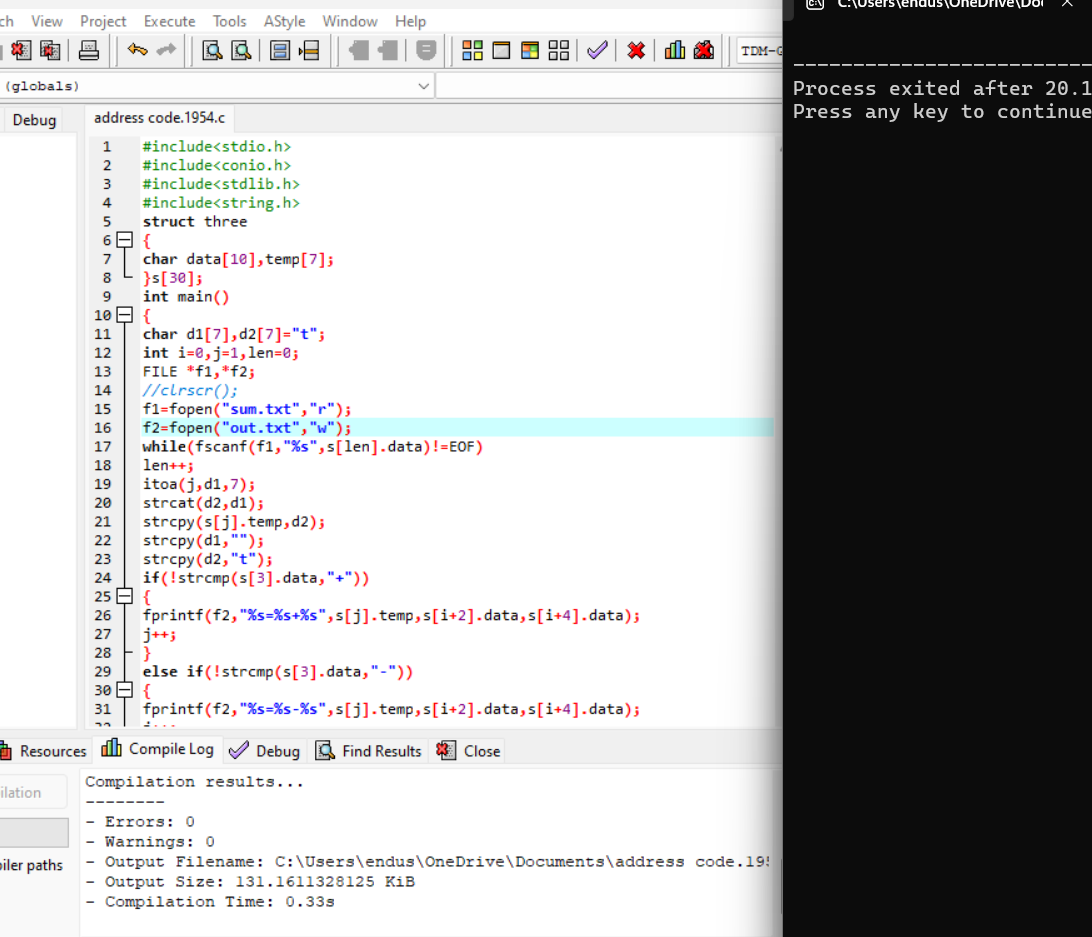 ch View Project Execute Tools AStyle Window Help
TDM-G
(globals)
Debug
address code.1954.c
1 #include<stdio.h>
2 #include<conio.h>
3 #include<stdlib.h>
4 #include<string.h>
5 struct three
6 {
7 char data[10],temp[7];
8 }s[30];
9 int main()
10 {
11 char d1[7],d2[7]="t";
12 int i=0,j=1,len=0;
13 FILE *f1,*f2;
14 //clrscr();
15 f1=fopen("sum.txt","r");
16 f2=fopen("out.txt","w");
17 while(fscanf(f1,"%s",s[len].data)!=EOF)
18 len++;
19 itoa(j,d1,7);
20 strcat(d2,d1);
21 strcpy(s[j].temp,d2);
22 strcpy(d1,"");
23 strcpy(d2,"t");
24 if(!strcmp(s[3].data,"+"))
25 {
26 fprintf(f2,"%s=%s+%s",s[j].temp,s[i+2].data,s[i+4].data);
27 j++;
28 }
29 else if(!strcmp(s[3].data,"-"))
30 {
31 fprintf(f2,"%s=%s-%s",s[j].temp,s[i+2].data,s[i+4].data);
Resources Compile Log Debug Find Results Close
ilation
iler paths
Compilation results...
--------
- Errors: 0
- Warnings: 0
- Output Filename: C:\Users\endus\OneDrive\Documents\address code.195
- Output Size: 131.1611328125 KiB
- Compilation Time: 0.33s
C:\Users\endus\OneDrive\Doc
--------------------------
Process exited after 20.1
Press any key to continue